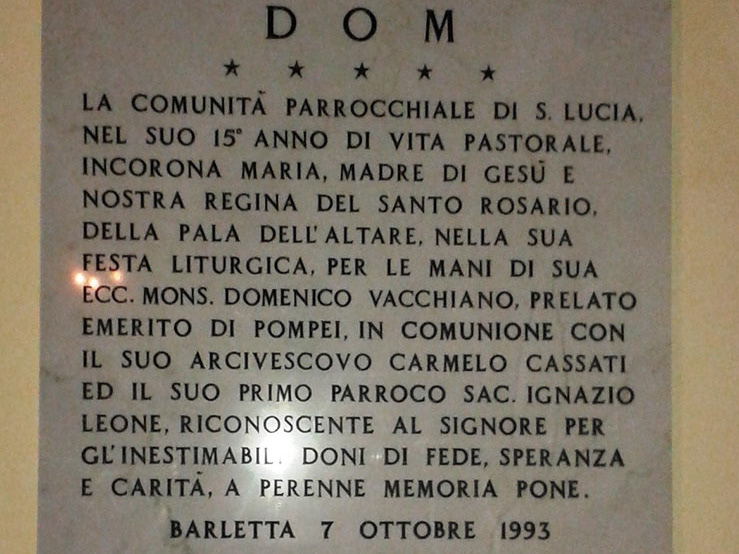 D O M
★ ★ ★ ★ ★
LA COMUNITÀ PARROCCHIALE DI S. LUCIA,
NEL SUO 15° ANNO DI VITA PASTORALE,
INCORONA MARIA, MADRE DI GESÙ E
NOSTRA REGINA DEL SANTO ROSARIO,
DELLA PALA DELL'ALTARE, NELLA SUA
FESTA LITURGICA, PER LE MANI DI SUA
ECC. MONS. DOMENICO VACCHIANO, PRELATO
EMERITO DI POMPEI, IN COMUNIONE CON
IL SUO ARCIVESCOVO CARMELO CASSATI
ED IL SUO PRIMO PARROCO SAC. IGNAZIO
LEONE, RICONOSCENTE AL SIGNORE PER
GL'INESTIMABILI DONI DI FEDE, SPERANZA
E CARITÀ, A PERENNE MEMORIA PONE.
BARLETTA 7 OTTOBRE 1993